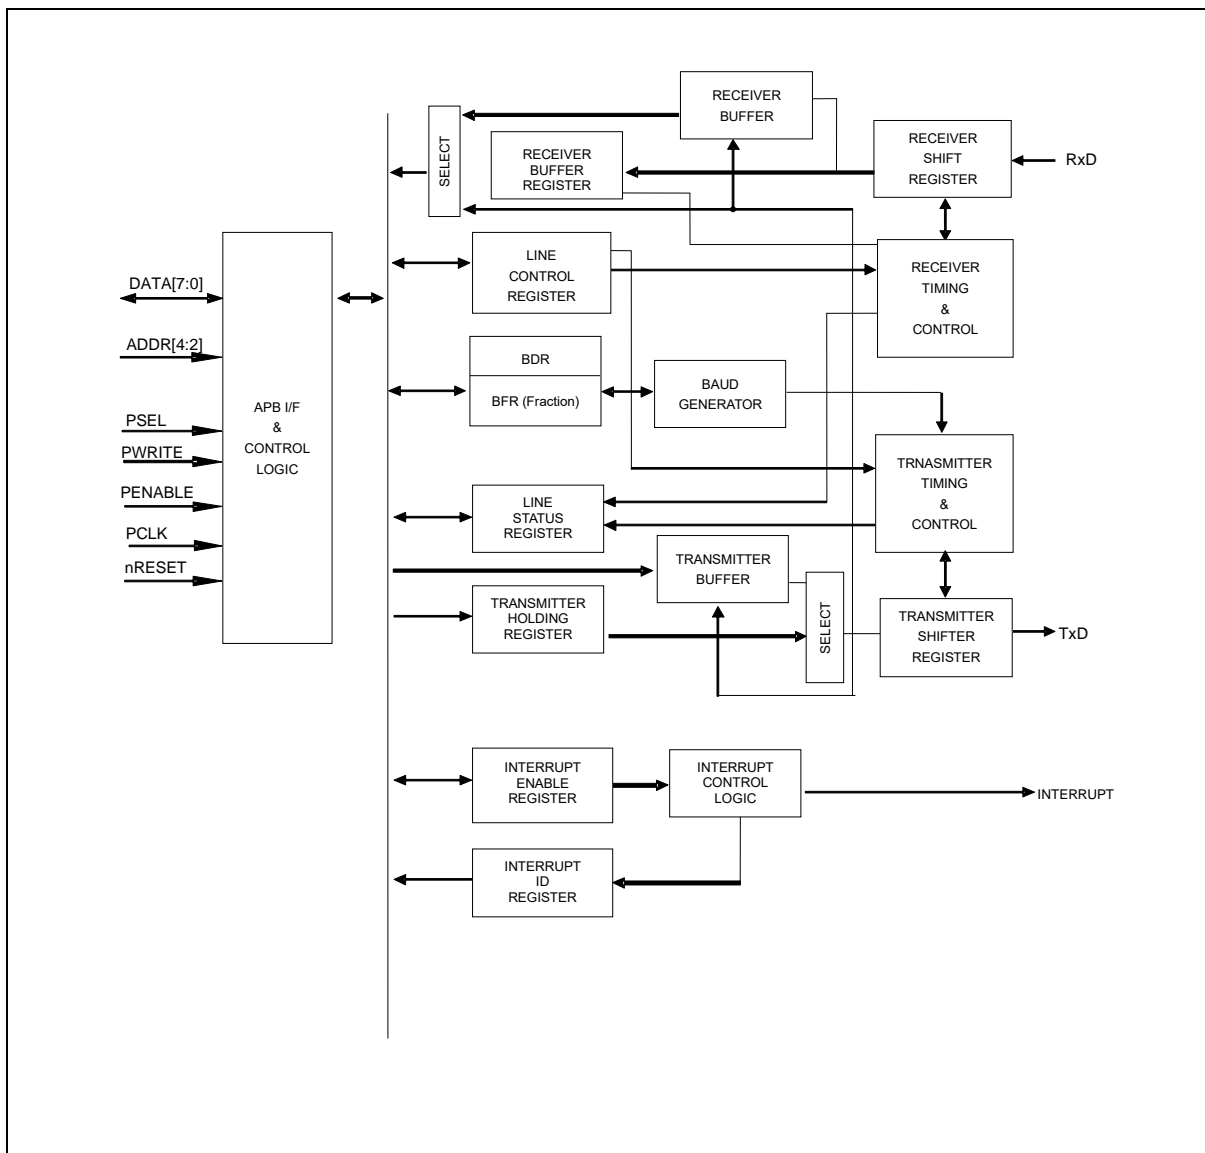 RECEIVER
BUFFER
SELECT
RECEIVER
BUFFER
REGISTER
RECEIVER
SHIFT
REGISTER
RxD
LINE
CONTROL
REGISTER
RECEIVER
TIMING
&
CONTROL
DATA[7:0]
ADDR[4:2]
PSEL
PWRITE
PENABLE
PCLK
nRESET
APB I/F
&
CONTROL
LOGIC
BDR
BFR (Fraction)
BAUD
GENERATOR
TRNASMITTER
TIMING
&
CONTROL
LINE
STATUS
REGISTER
TRANSMITTER
BUFFER
TRANSMITTER
HOLDING
REGISTER
SELECT
TRANSMITTER
SHIFTER
REGISTER
TxD
INTERRUPT
ENABLE
REGISTER
INTERRUPT
CONTROL
LOGIC
INTERRUPT
INTERRUPT
ID
REGISTER